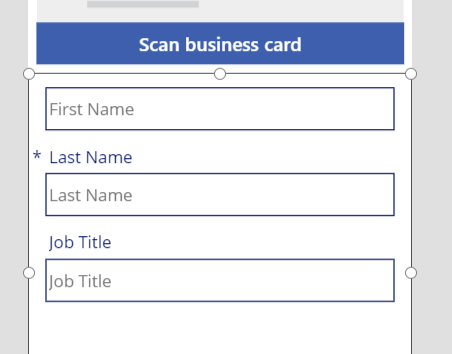 Scan business card
First Name
* Last Name
Last Name
Job Title
Job Title